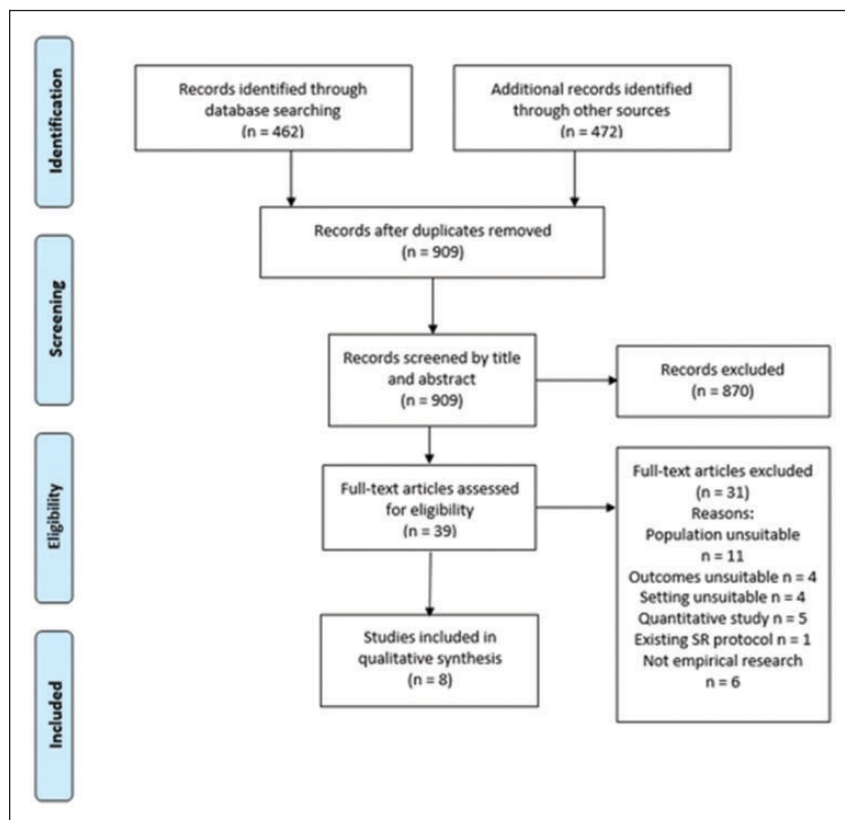 Identification
Records identified through
database searching
(n = 462)
Additional records identified
through other sources
(n = 472)
Records after duplicates removed
(n = 909)
Screening
Records screened by title
and abstract
(n = 909)
Records excluded
(n = 870)
Eligibility
Full-text articles assessed
for eligibility
(n = 39)
Full-text articles excluded
(n = 31)
Reasons:
Population unsuitable
n = 11
Outcomes unsuitable n = 4
Setting unsuitable n = 4
Quantitative study n = 5
Existing SR protocol n = 1
Not empirical research
n = 6
Included
Studies included in
qualitative synthesis
(n = 8)